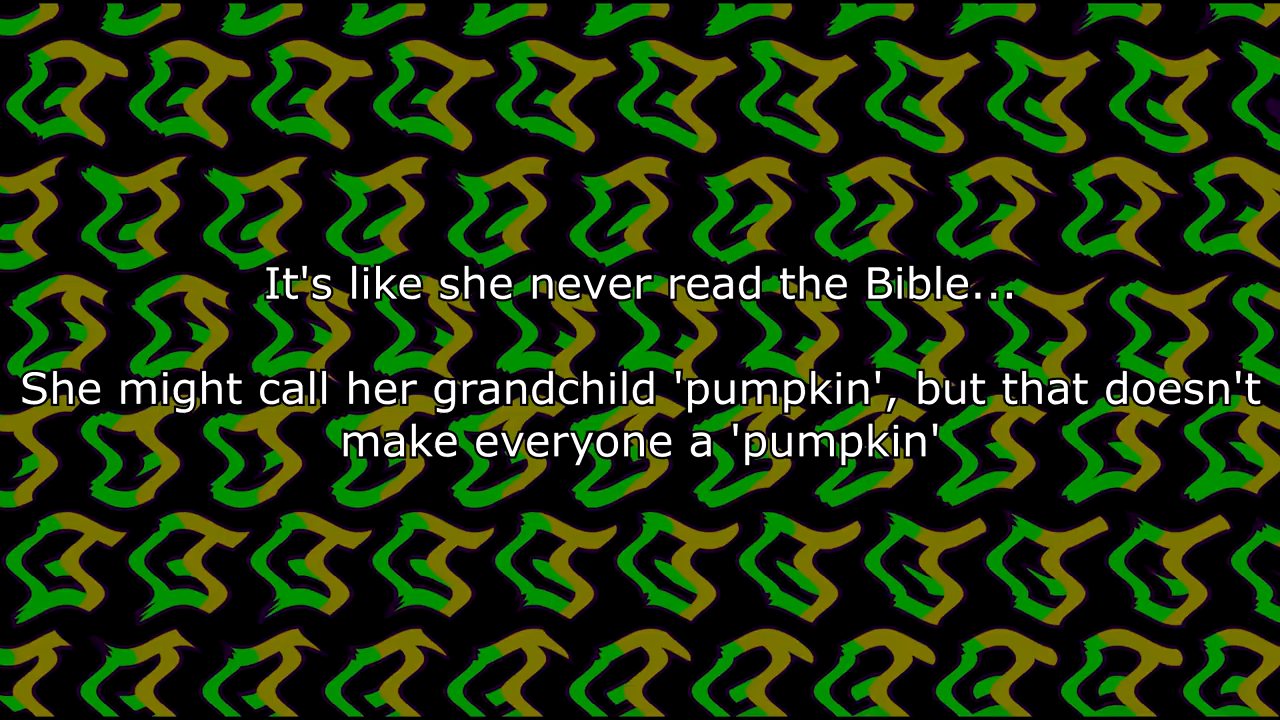 It's like she never read the Bible...
She might call her grandchild 'pumpkin', but that doesn't
make everyone a 'pumpkin'